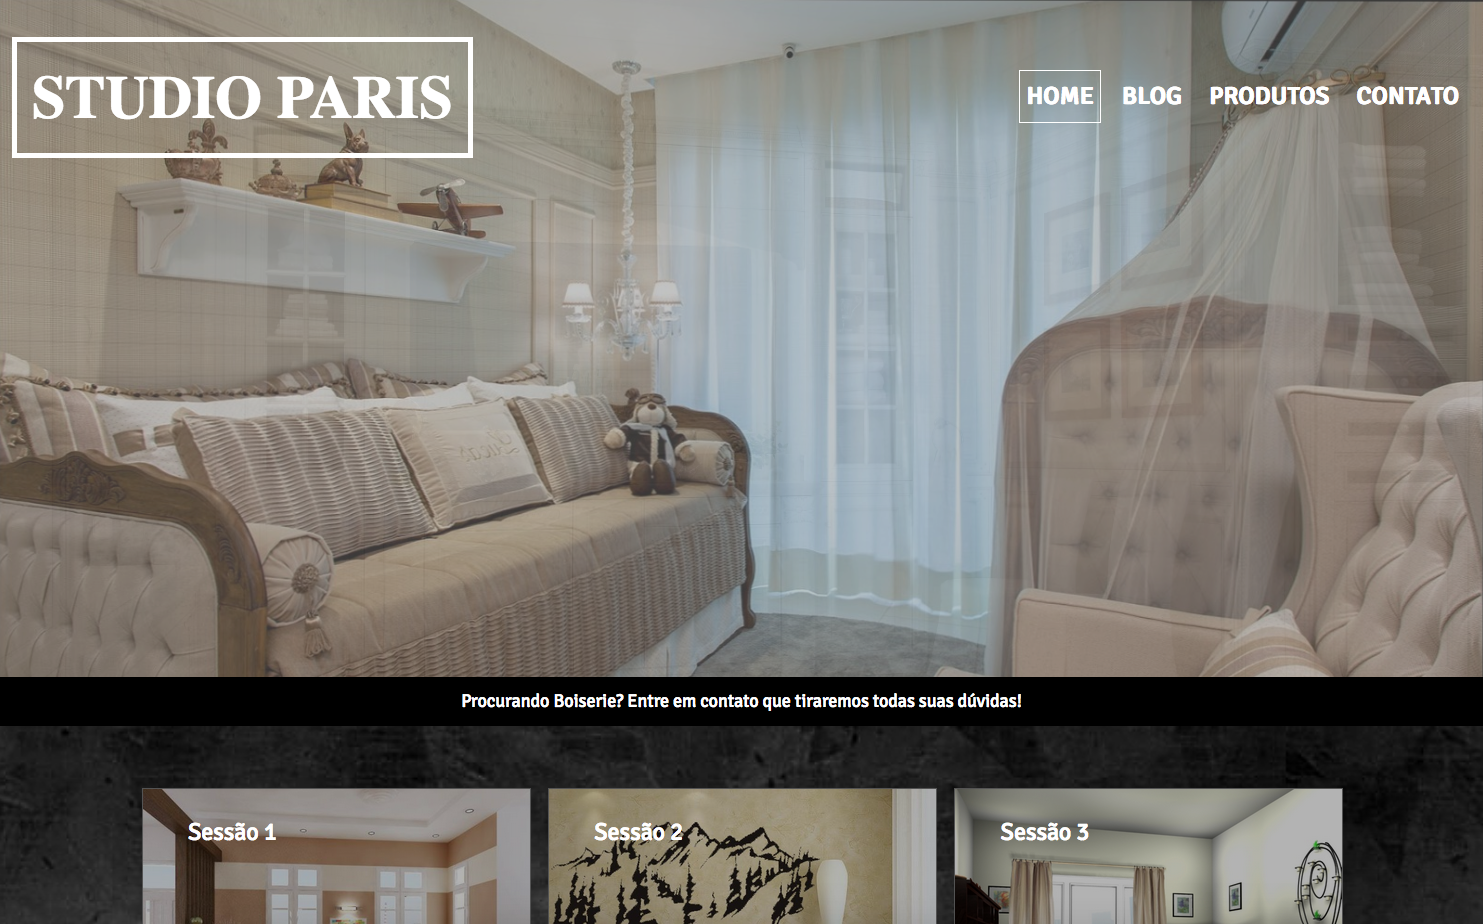 STUDIO PARIS
HOME BLOG PRODUTOS CONTATO
Lucas
Procurando Boiserie? Entre em contato que tiraremos todas suas dúvidas!
Sessão 1 Sessão 2 Sessão 3